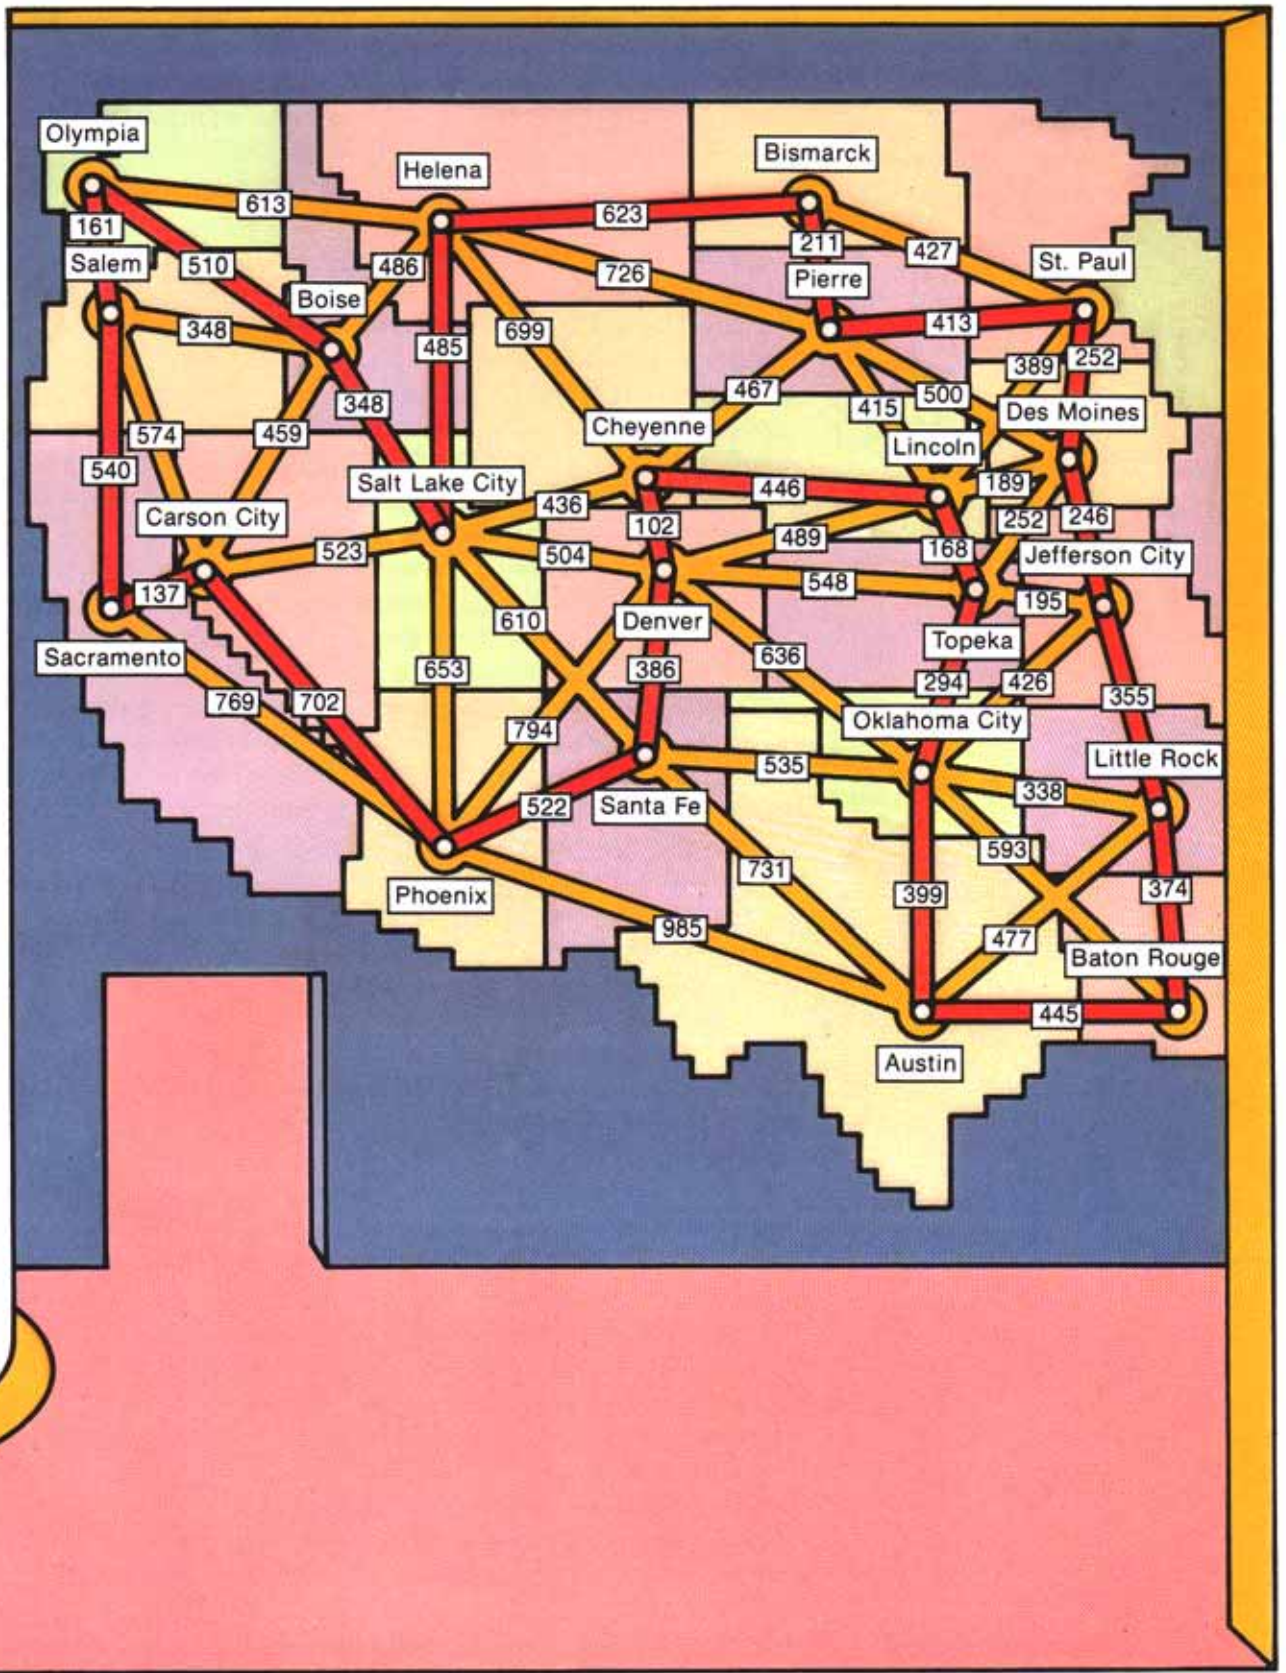 Olympia
Bismarck
Helena
613
623
161
211
427
Salem
510
486
726
Pierre
St. Paul
Boise
348
699
485
413
389
252
467
500
348
415
Des Moines
574
459
Cheyenne
Lincoln
540
Salt Lake City
446
189
Carson City
436
102
252
246
523
504
489
168
Jefferson City
137
548
195
610
Denver
Topeka
Sacramento
653
386
636
294
426
769
702
355
794
Oklahoma City
535
Little Rock
522
Santa Fe
338
593
731
Phoenix
399
374
985
477
Baton Rouge
445
Austin